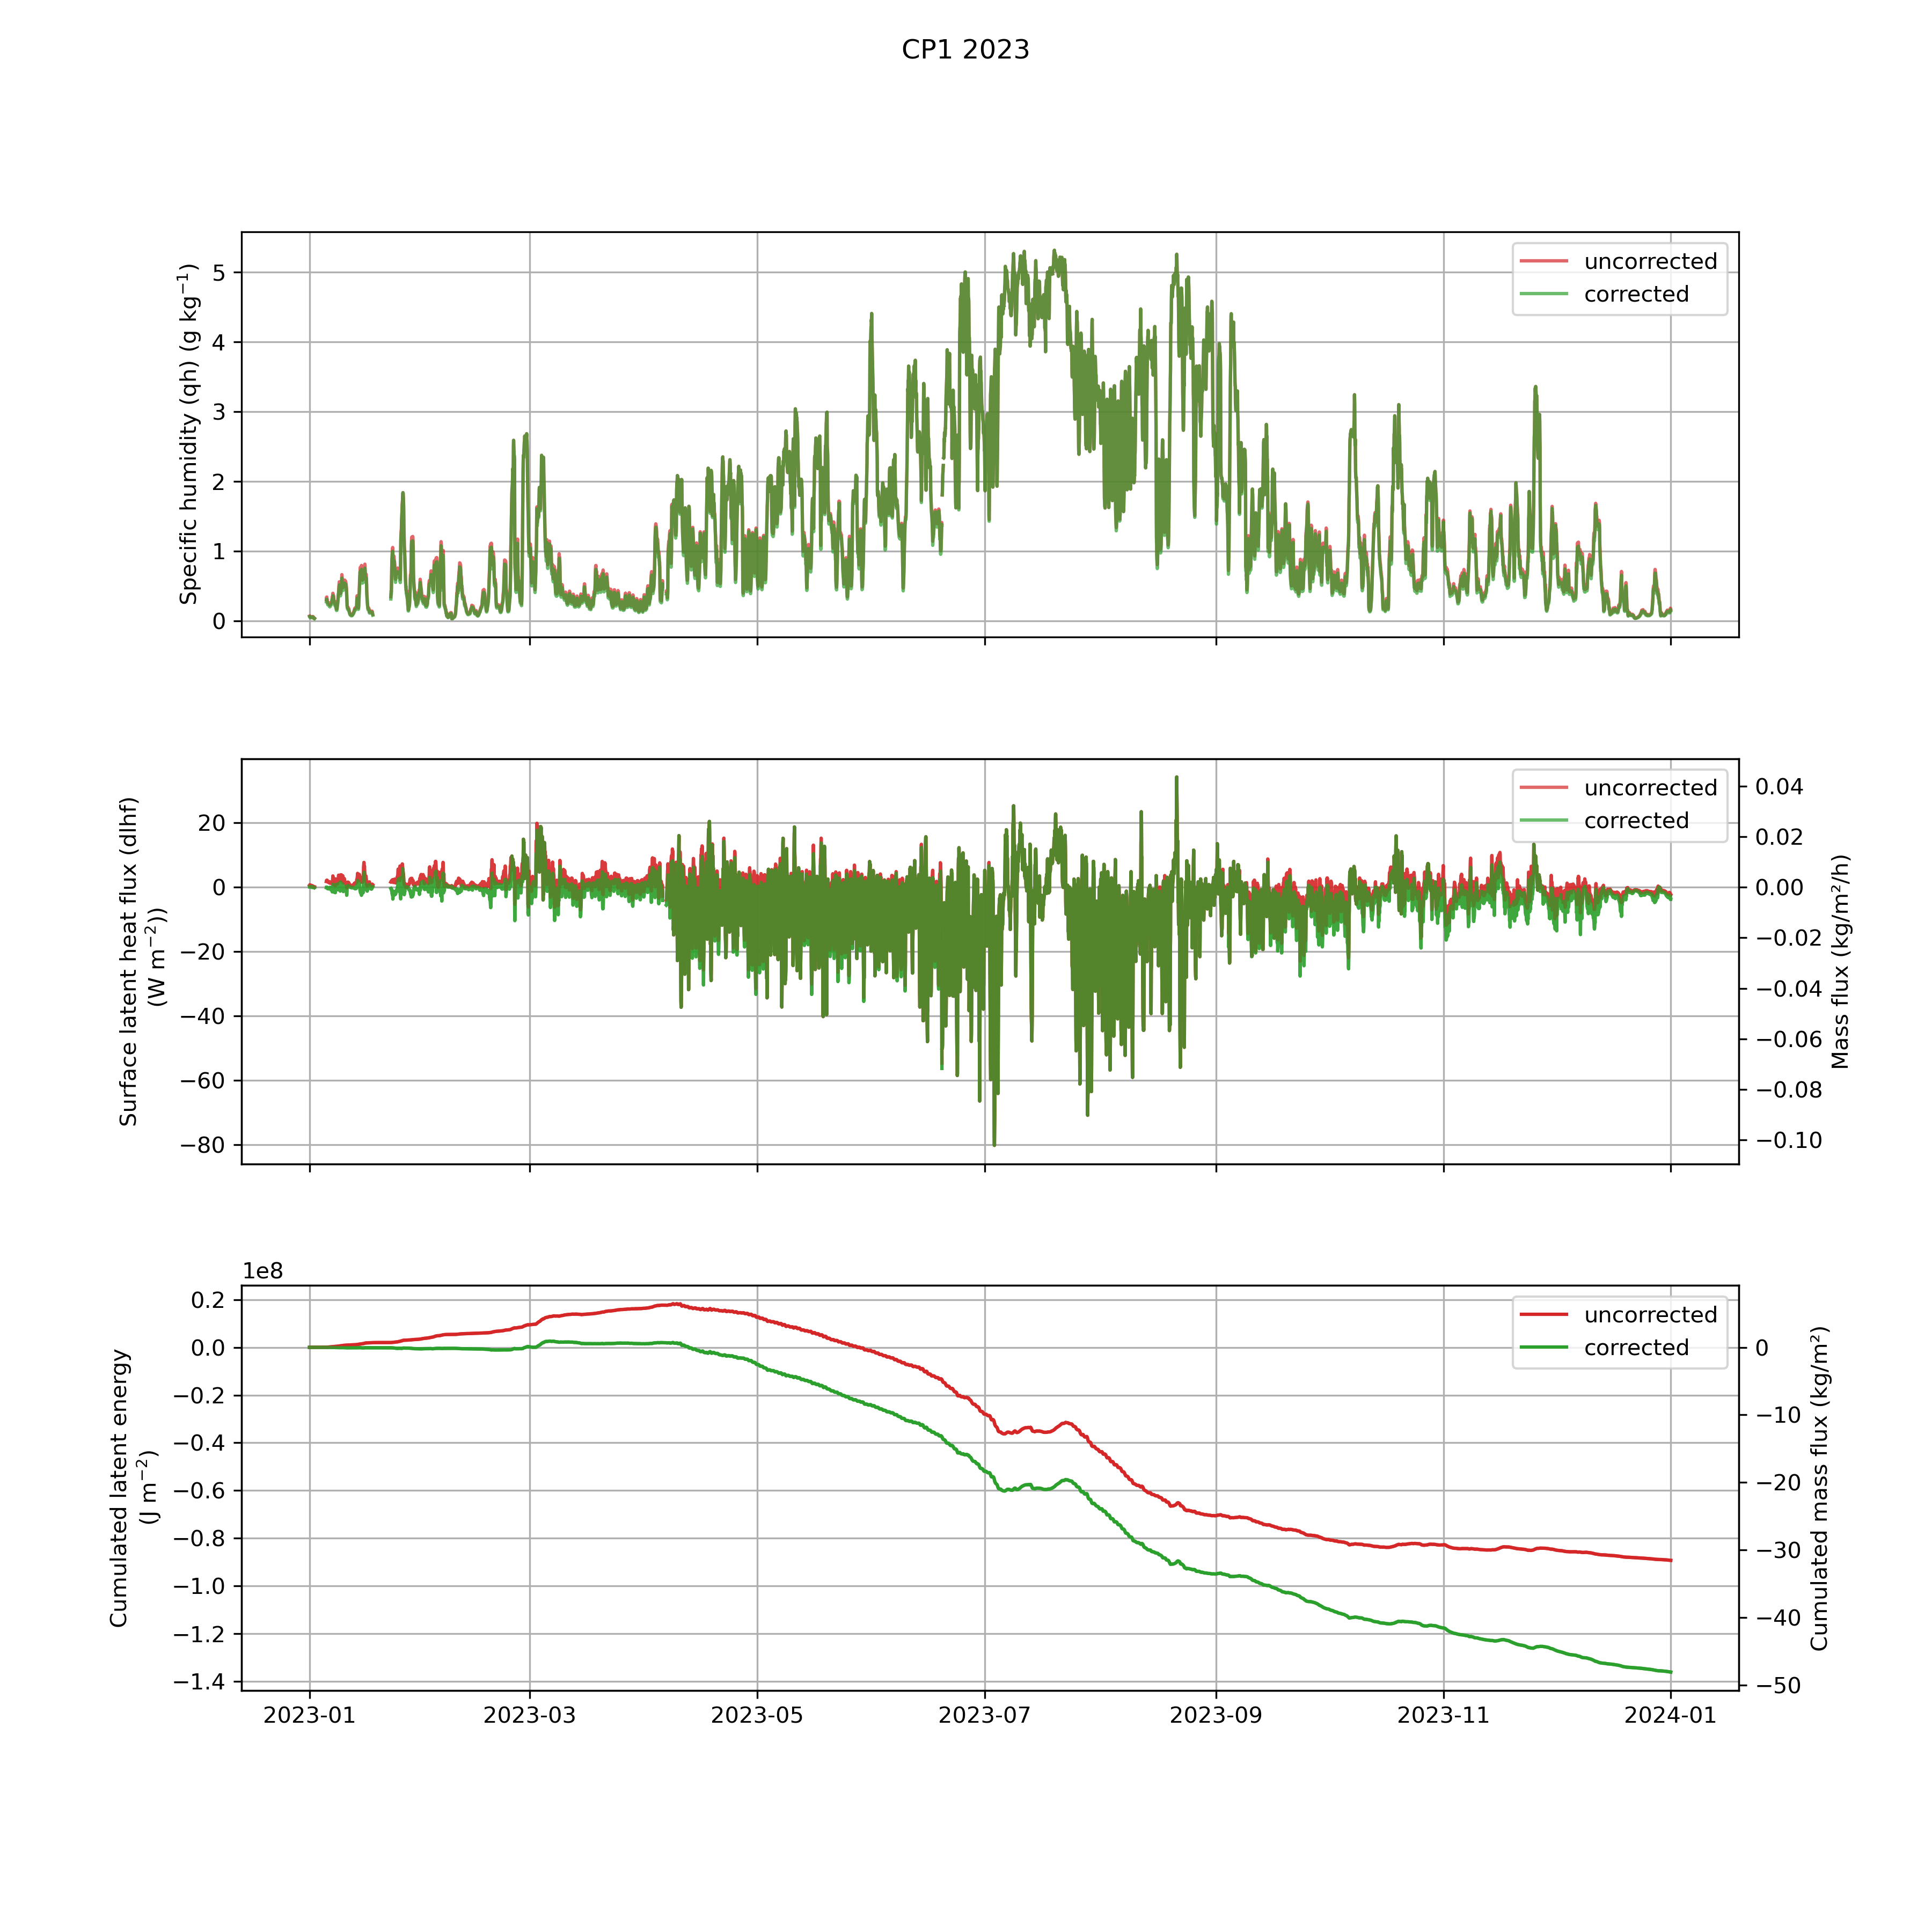 CP1 2023
Specific humidity (qh) (g kg⁻¹)
5
4
3
2
1
0
uncorrected
corrected
Surface latent heat flux (dlhf)
(W m⁻²))
20
0
−20
−40
−60
−80
uncorrected
corrected
0.04
0.02
0.00
−0.02
−0.04
−0.06
−0.08
−0.10
Mass flux (kg/m²/h)
1e8
Cumulated latent energy
(J m⁻²)
0.2
0.0
−0.2
−0.4
−0.6
−0.8
−1.0
−1.2
−1.4
uncorrected
corrected
0
−10
−20
−30
−40
−50
Cumulated mass flux (kg/m²)
2023-01 2023-03 2023-05 2023-07 2023-09 2023-11 2024-01